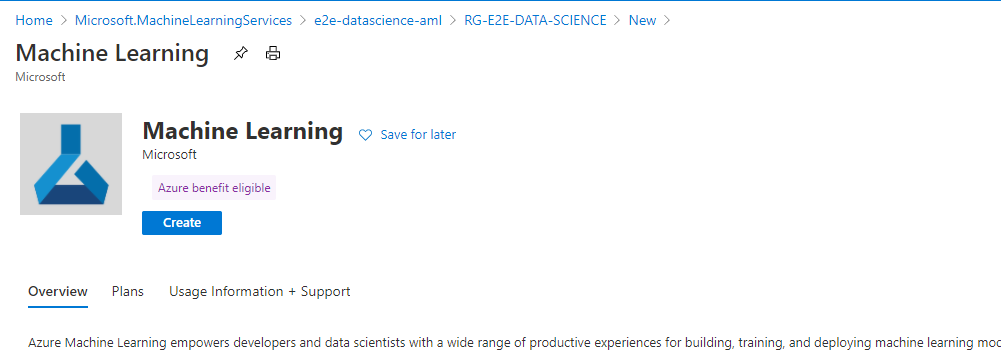 Home > Microsoft.MachineLearningServices > e2e-datascience-aml > RG-E2E-DATA-SCIENCE > New >
Machine Learning
Microsoft
Machine Learning
Save for later
Microsoft
Azure benefit eligible
Create
Overview Plans Usage Information + Support
Azure Machine Learning empowers developers and data scientists with a wide range of productive experiences for building, training, and deploying machine learning